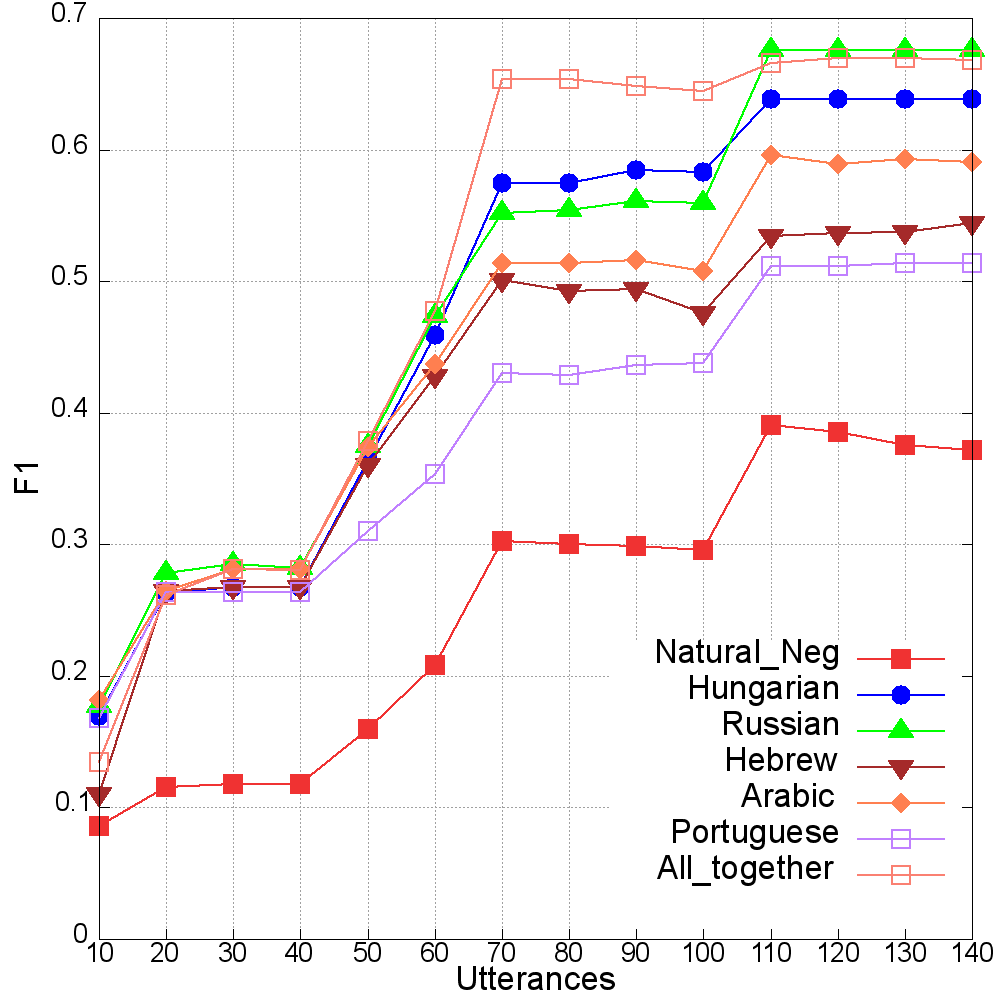 0.7
0.6
0.5
0.4
0.3
0.2
0.1
0
F1
Natural_Neg
Hungarian
Russian
Hebrew
Arabic
Portuguese
All_together
10 20 30 40 50 60 70 80 90 100 110 120 130 140
Utterances